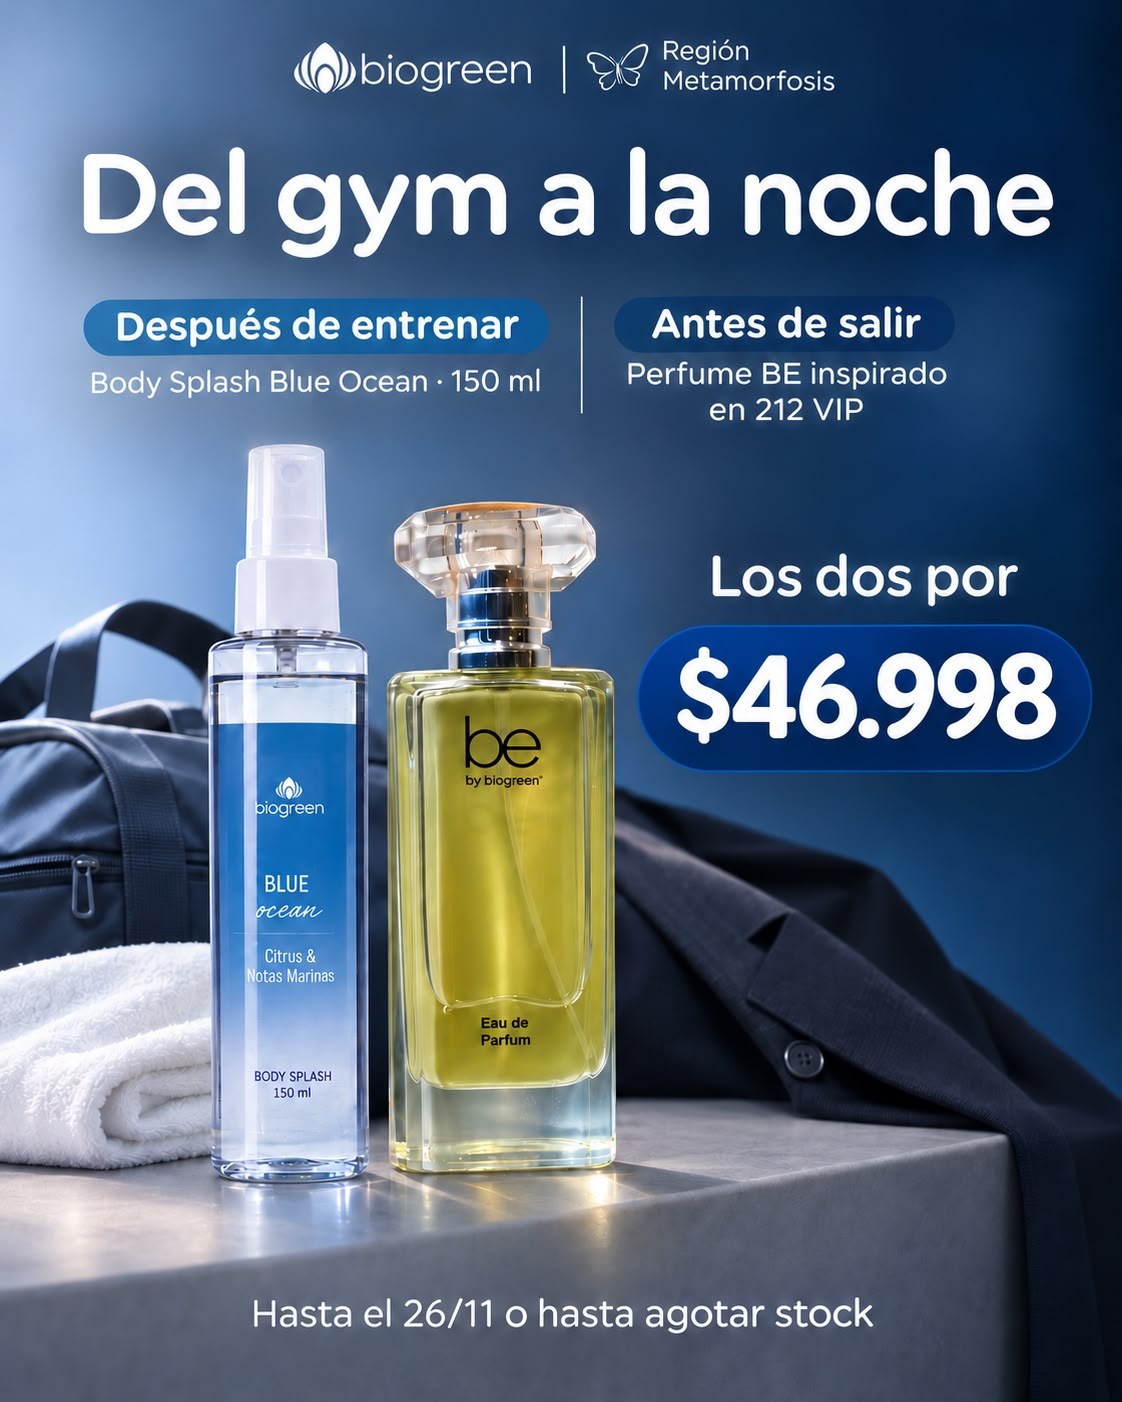 biogreen
Región
Metamorfosis
Del gym a la noche
Después de entrenar
Body Splash Blue Ocean · 150 ml
Antes de salir
Perfume BE inspirado
en 212 VIP
Los dos por
$46.998
biogreen
BLUE
ocean
Citrus &
Notas Marinas
BODY SPLASH
150 ml
be
by biogreen®
Eau de
Parfum
Hasta el 26/11 o hasta agotar stock